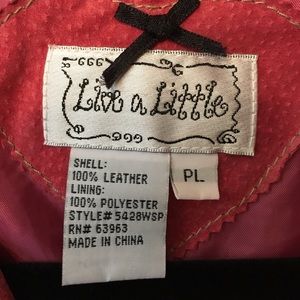 Live a Little
PL
SHELL:
100% LEATHER
LINING:
100% POLYESTER
STYLE# 5428WSP
RN# 63963
MADE IN CHINA